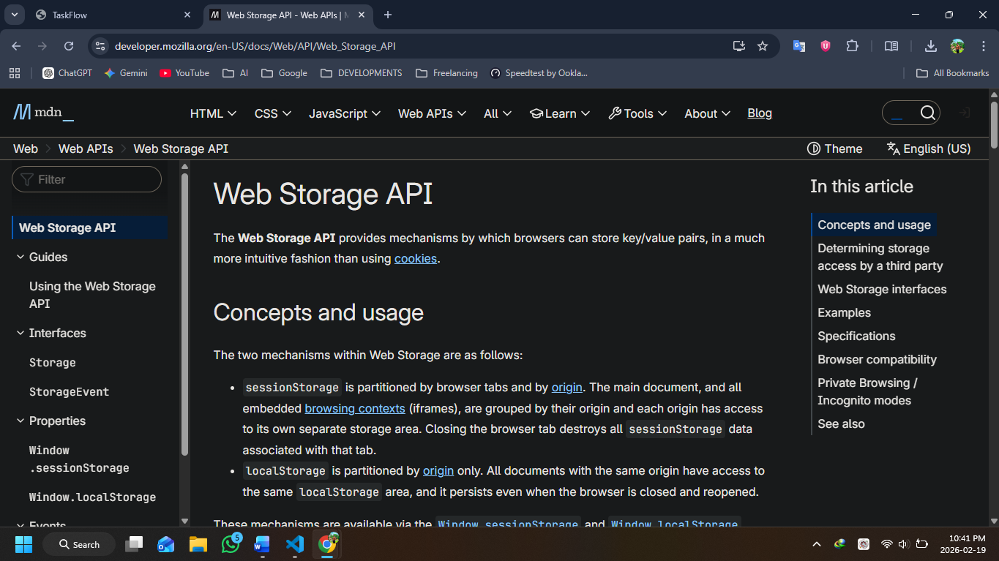 TaskFlow
Web Storage API - Web APIs | M
developer.mozilla.org/en-US/docs/Web/API/Web_Storage_API
ChatGPT
Gemini
YouTube
AI
Google
DEVELOPMENTS
Freelancing
Speedtest by Ookla...
All Bookmarks
mdn_
HTML
CSS
JavaScript
Web APIs
All
Learn
Tools
About
Blog
Web
Web APIs
Web Storage API
Theme
English (US)
Filter
Web Storage API
Guides
Using the Web Storage
API
Interfaces
Storage
StorageEvent
Properties
Window
.sessionStorage
Window.localStorage
Events
Web Storage API
The Web Storage API provides mechanisms by which browsers can store key/value pairs, in a much
more intuitive fashion than using cookies.
Concepts and usage
The two mechanisms within Web Storage are as follows:
• sessionStorage is partitioned by browser tabs and by origin. The main document, and all
embedded browsing contexts (iframes), are grouped by their origin and each origin has access
to its own separate storage area. Closing the browser tab destroys all sessionStorage data
associated with that tab.
• localStorage is partitioned by origin only. All documents with the same origin have access to
the same localStorage area, and it persists even when the browser is closed and reopened.
These mechanisms are available via the Window.sessionStorage and Window.localStorage
In this article
Concepts and usage
Determining storage
access by a third party
Web Storage interfaces
Examples
Specifications
Browser compatibility
Private Browsing /
Incognito modes
See also
Search
5
10:41 PM
2026-02-19